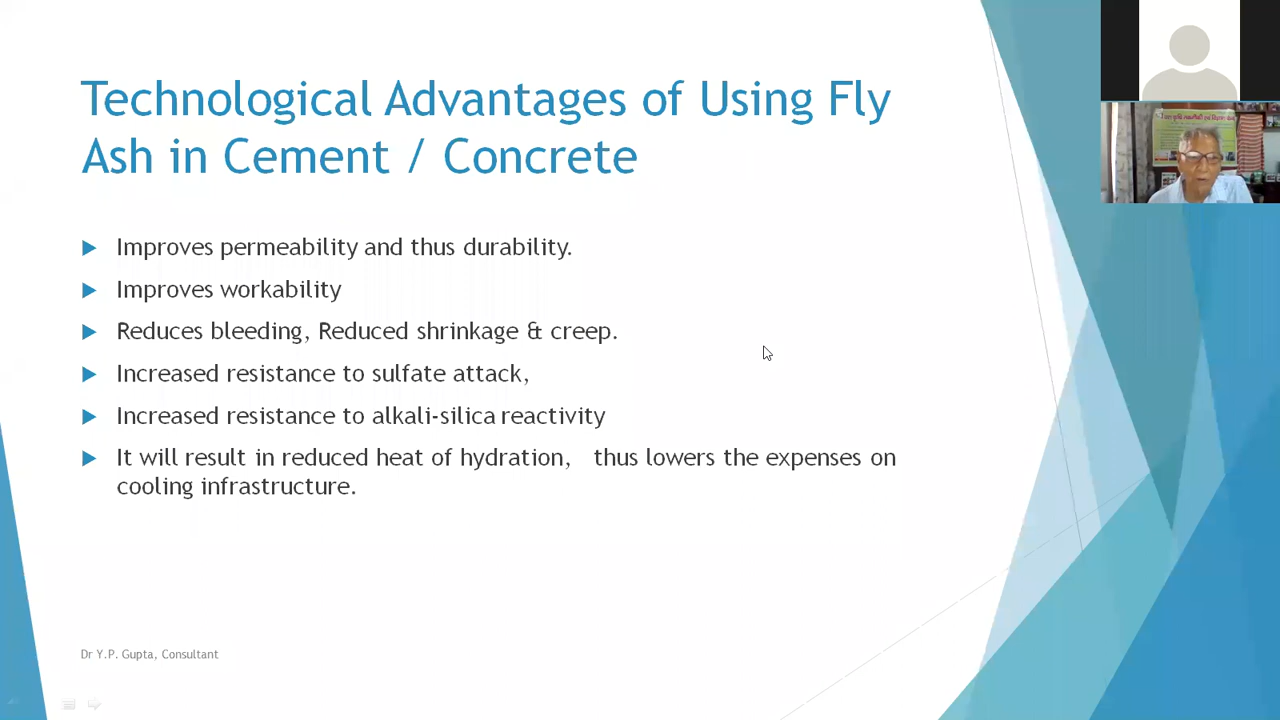 Technological Advantages of Using Fly
Ash in Cement / Concrete
Improves permeability and thus durability.
Improves workability
Reduces bleeding, Reduced shrinkage & creep.
Increased resistance to sulfate attack,
Increased resistance to alkali-silica reactivity
It will result in reduced heat of hydration, thus lowers the expenses on
cooling infrastructure.
Dr Y.P. Gupta, Consultant